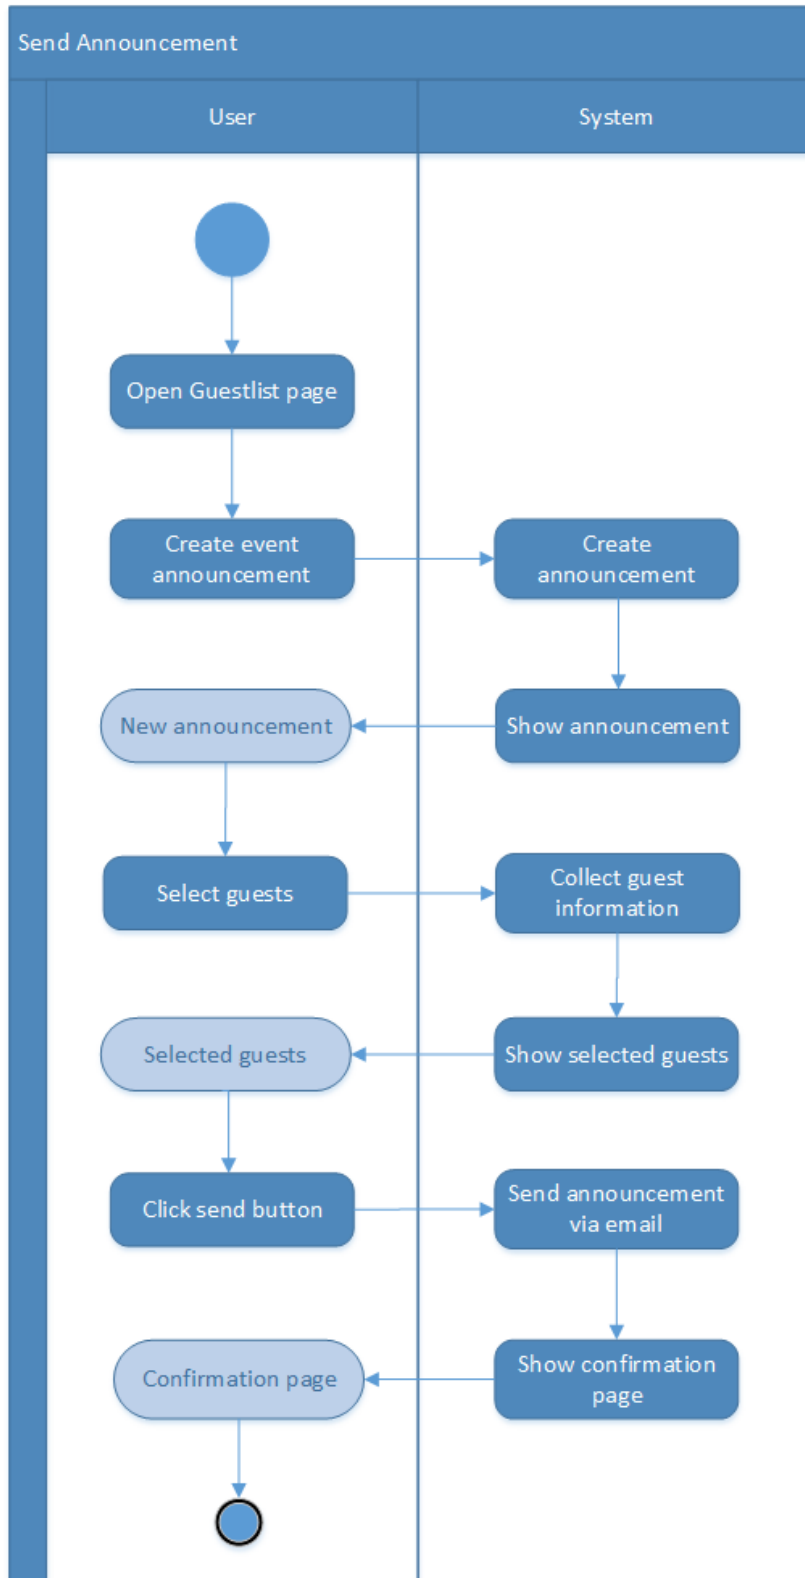 Send Announcement
User
System
Open Guestlist page
Create event
announcement
Create
announcement
New announcement
Show announcement
Select guests
Collect guest
information
Selected guests
Show selected guests
Click send button
Send announcement
via email
Confirmation page
Show confirmation
page